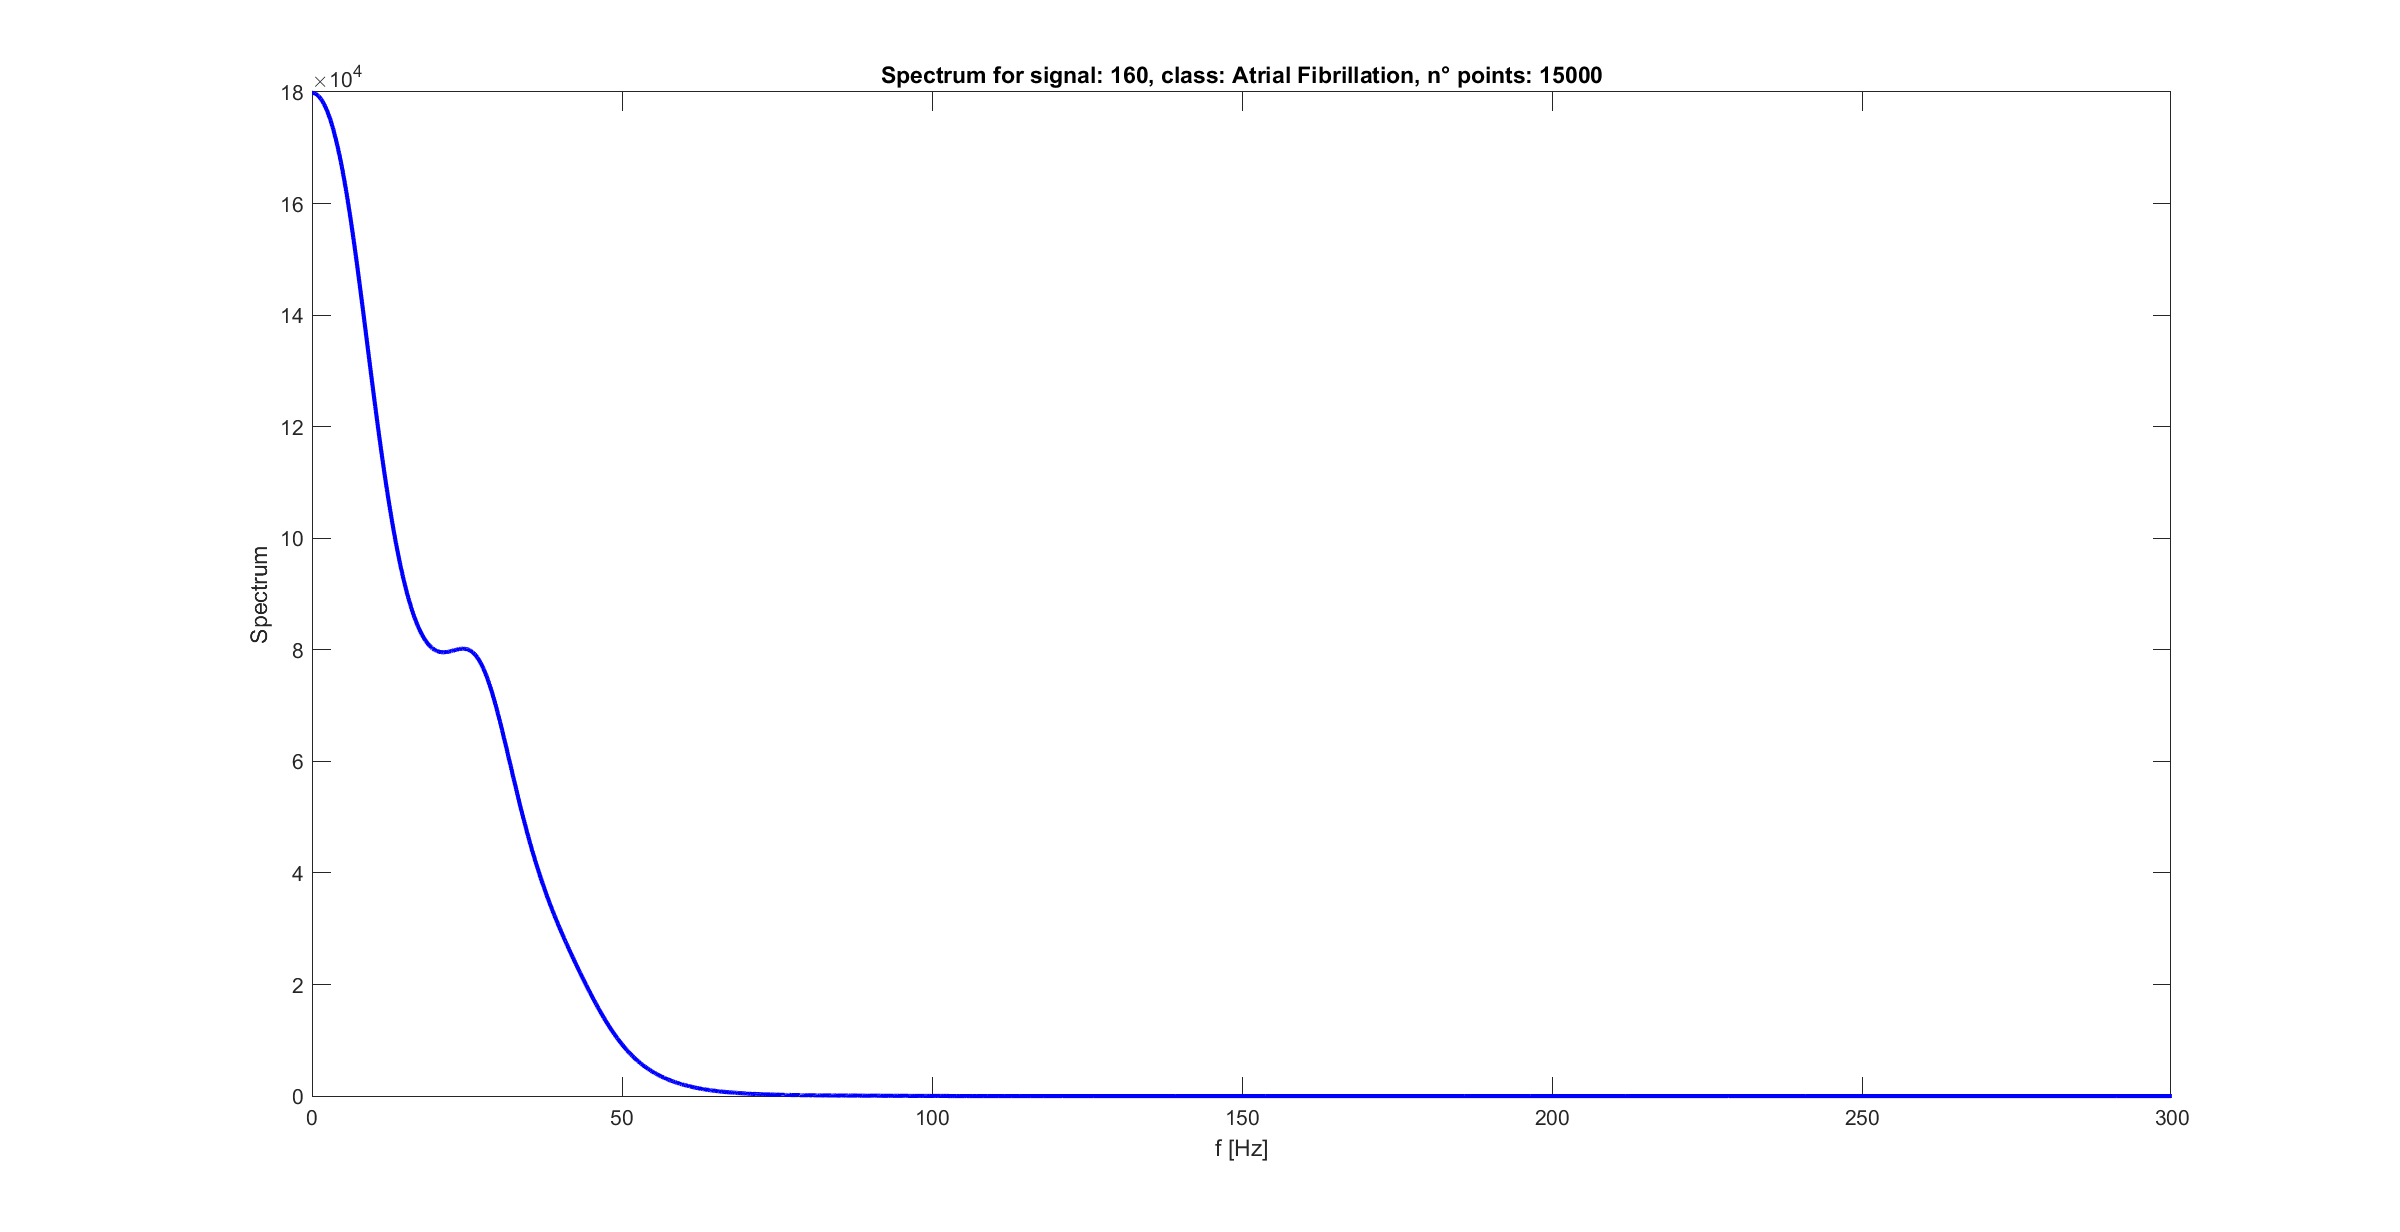 Spectrum for signal: 160, class: Atrial Fibrillation, n° points: 15000
×10^4
18
16
14
12
10
8
6
4
2
0
Spectrum
0 50 100 150 200 250 300
f [Hz]